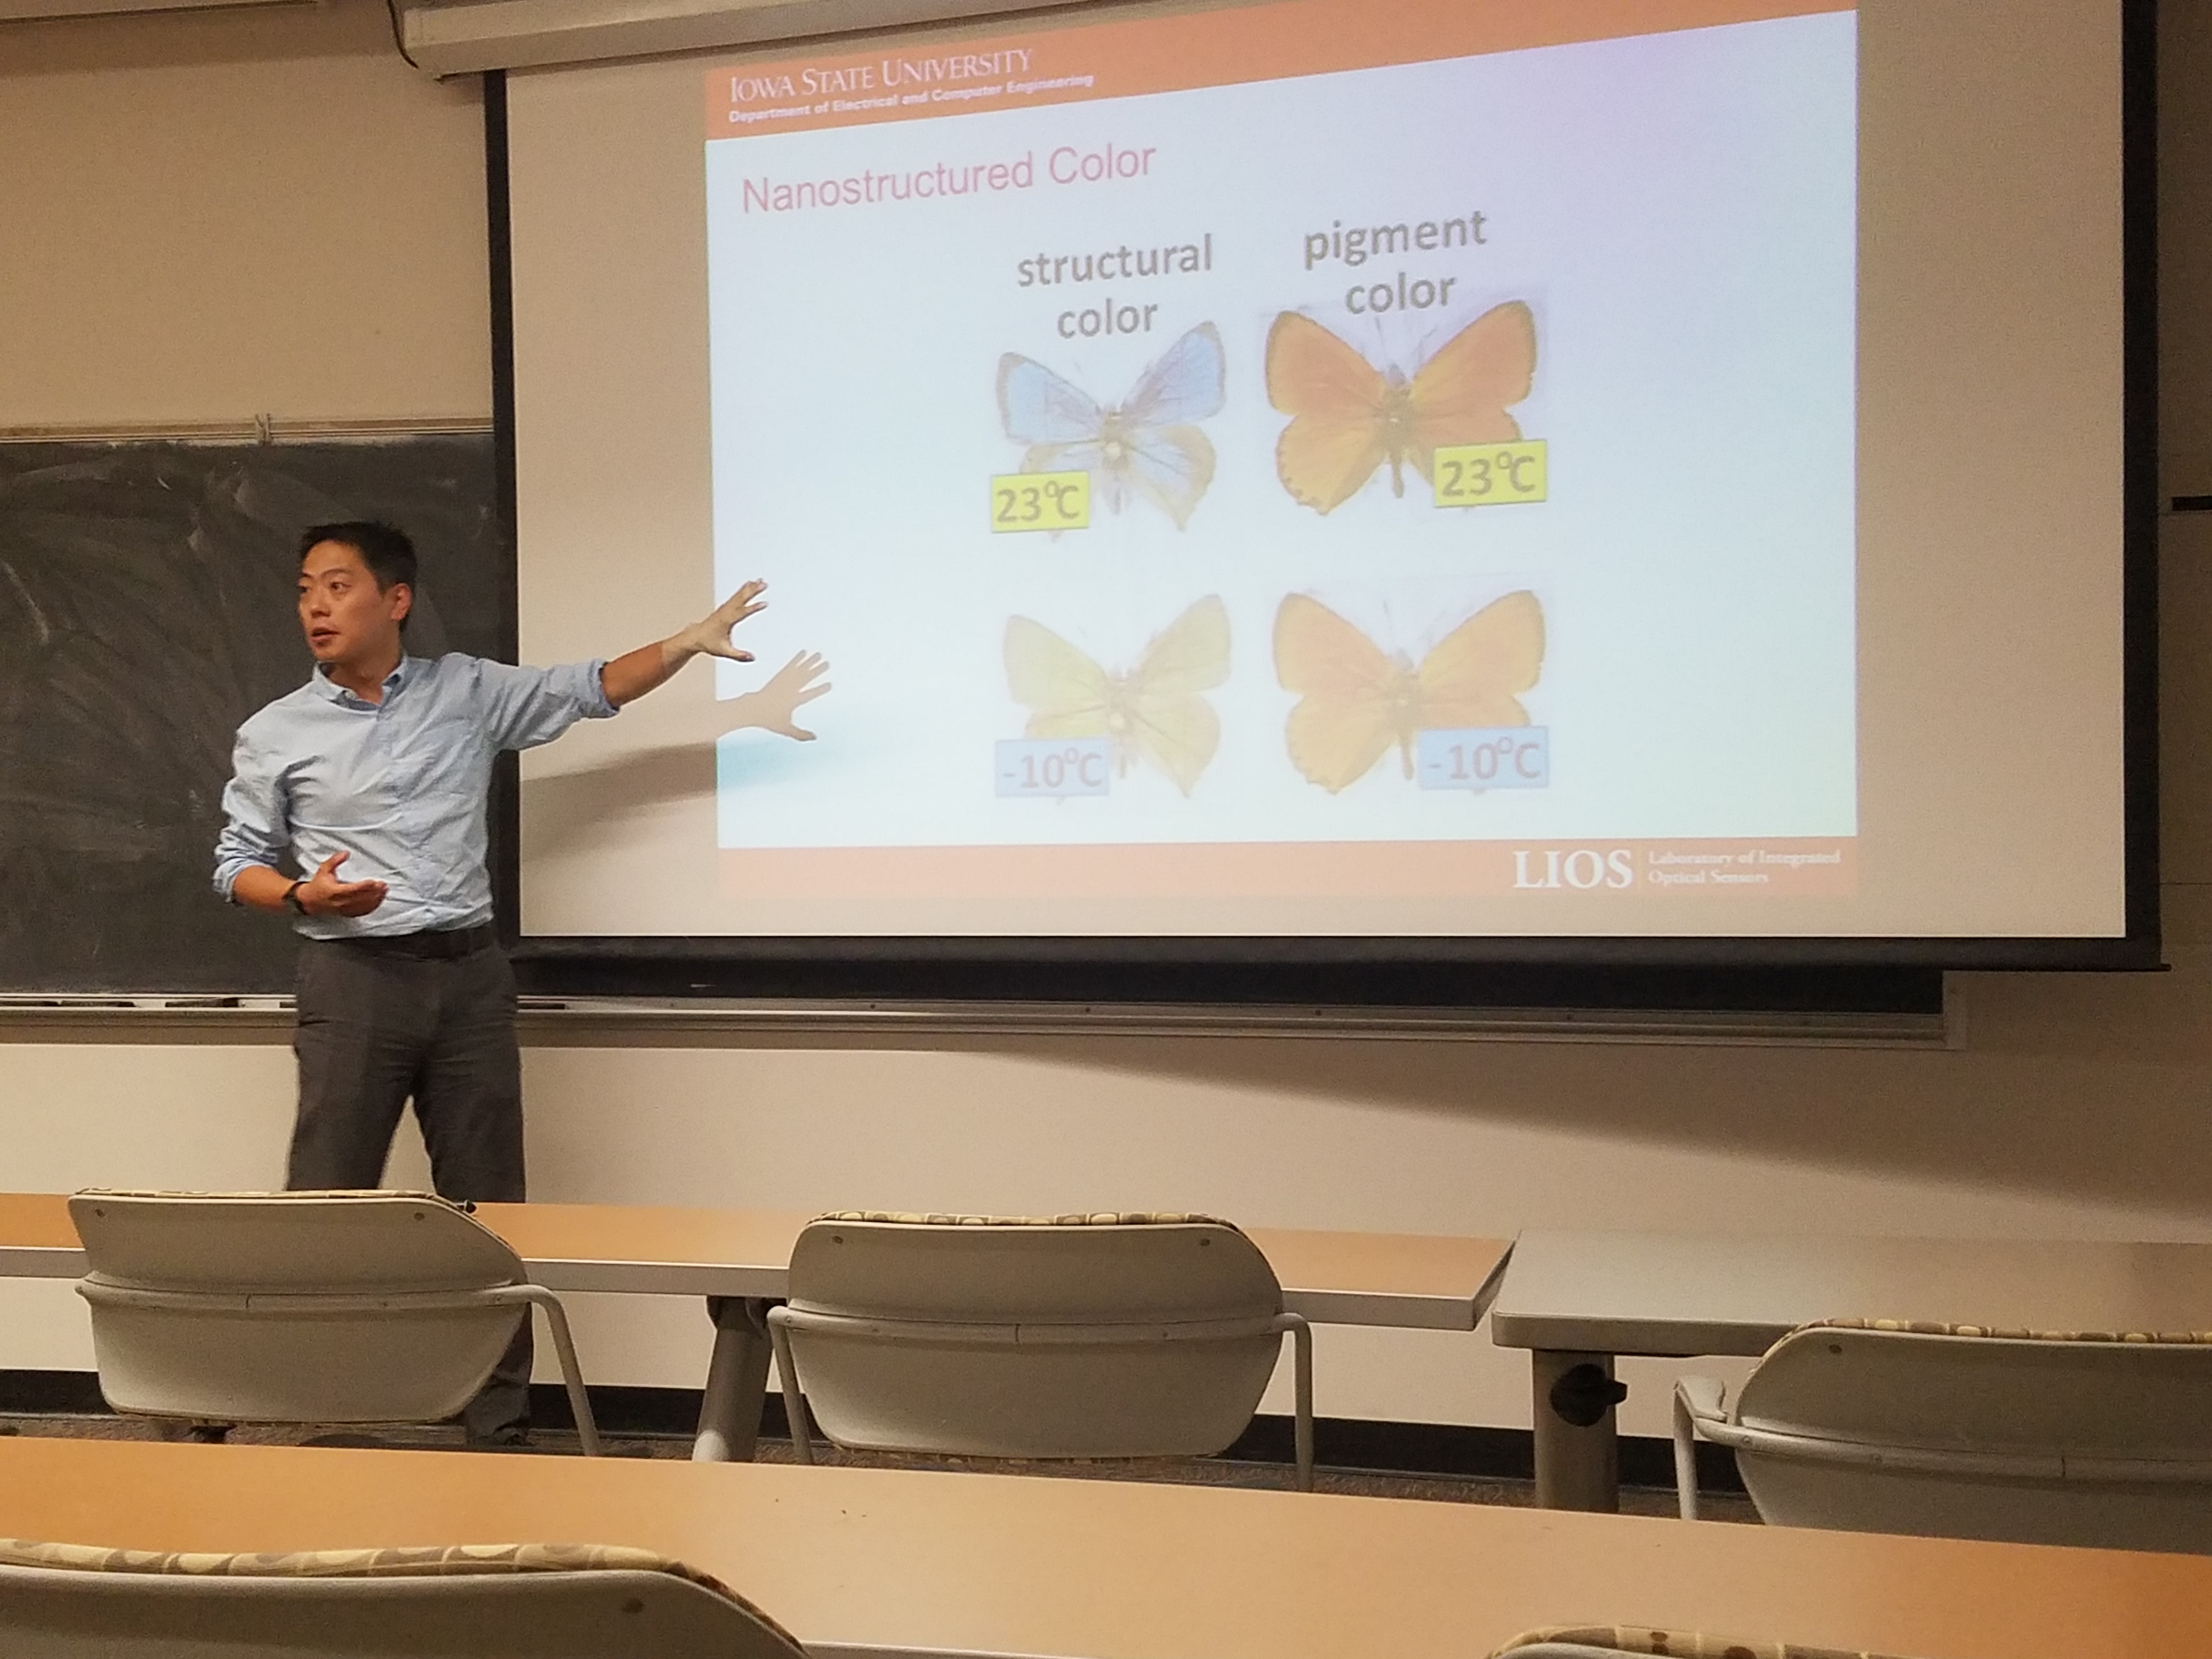 IOWA STATE UNIVERSITY
Department of Electrical and Computer Engineering
Nanostructured Color
structural
color
pigment
color
23°C
23°C
-10°C
-10°C
LIOS
Laboratory of Integrated
Optical Sensors